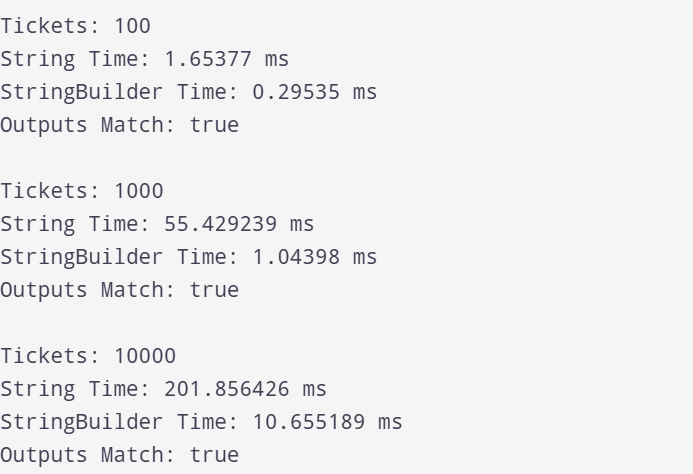 Tickets: 100
String Time: 1.65377 ms
StringBuilder Time: 0.29535 ms
Outputs Match: true
Tickets: 1000
String Time: 55.429239 ms
StringBuilder Time: 1.04398 ms
Outputs Match: true
Tickets: 10000
String Time: 201.856426 ms
StringBuilder Time: 10.655189 ms
Outputs Match: true